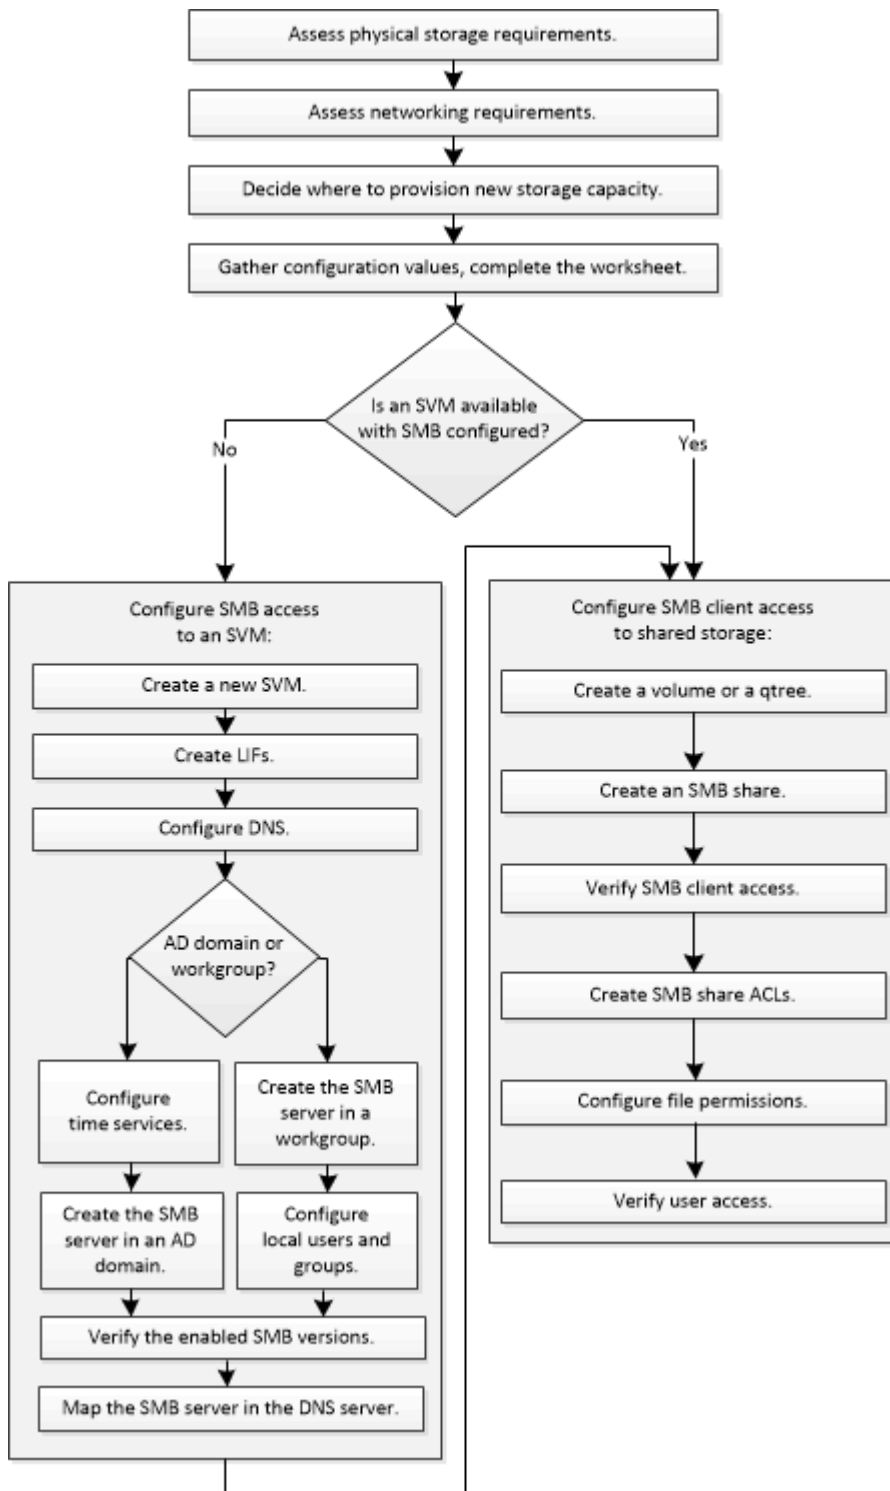 Assess physical storage requirements.
Assess networking requirements.
Decide where to provision new storage capacity.
Gather configuration values, complete the worksheet.
Is an SVM available
with SMB configured?
No
Yes
Configure SMB access
to an SVM:
Create a new SVM.
Create LIFs.
Configure DNS.
AD domain or
workgroup?
Configure
time services.
Create the SMB
server in a
workgroup.
Create the SMB
server in an AD
domain.
Configure
local users and
groups.
Verify the enabled SMB versions.
Map the SMB server in the DNS server.
Configure SMB client access
to shared storage:
Create a volume or a qtree.
Create an SMB share.
Verify SMB client access.
Create SMB share ACLs.
Configure file permissions.
Verify user access.